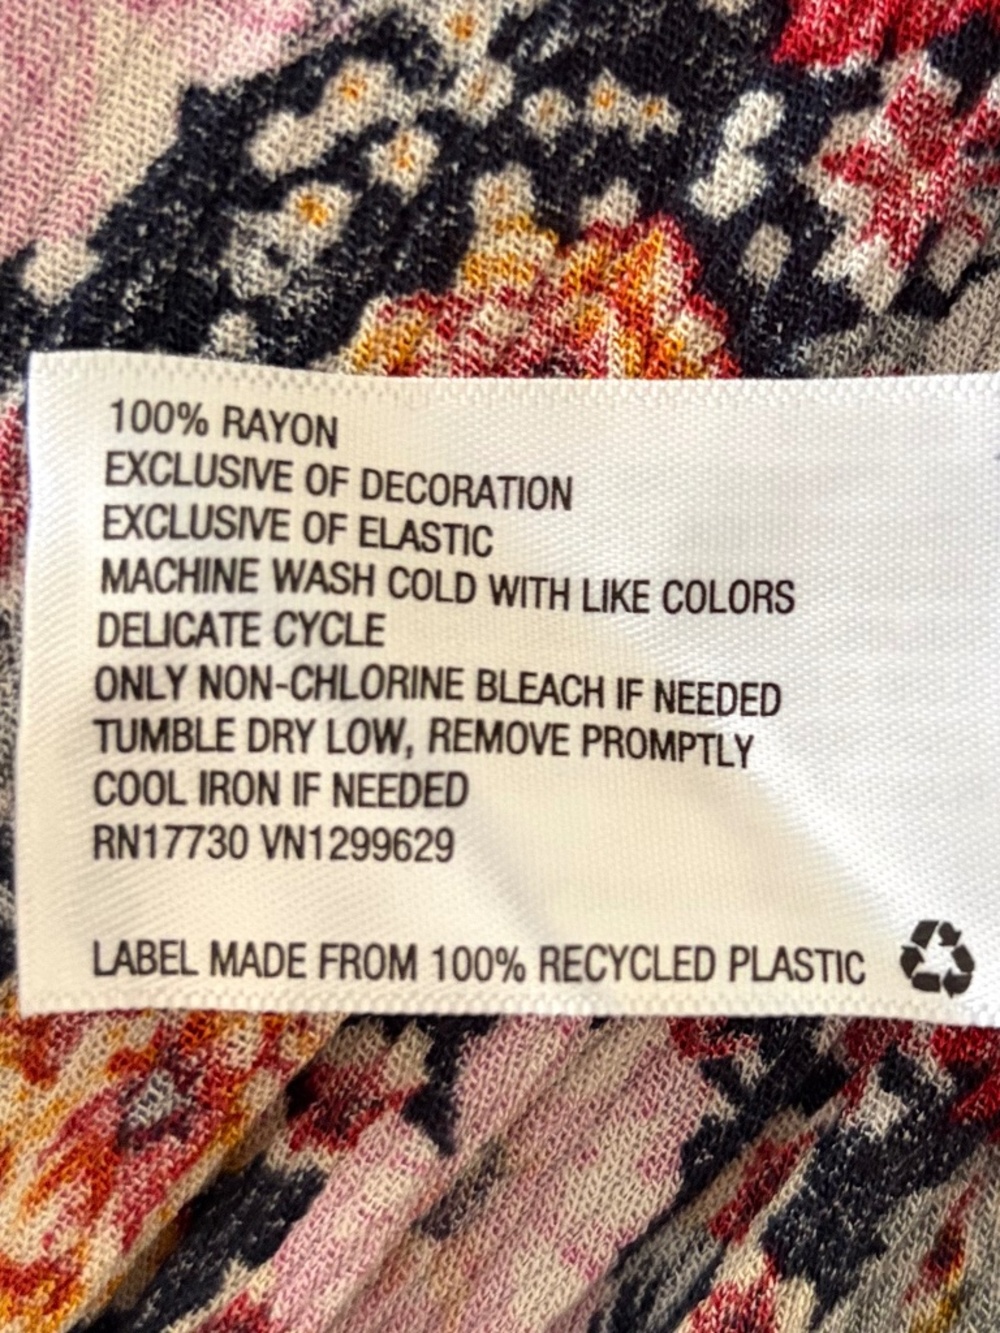 100% RAYON
EXCLUSIVE OF DECORATION
EXCLUSIVE OF ELASTIC
MACHINE WASH COLD WITH LIKE COLORS
DELICATE CYCLE
ONLY NON-CHLORINE BLEACH IF NEEDED
TUMBLE DRY LOW, REMOVE PROMPTLY
COOL IRON IF NEEDED
RN17730 VN1299629
LABEL MADE FROM 100% RECYCLED PLASTIC